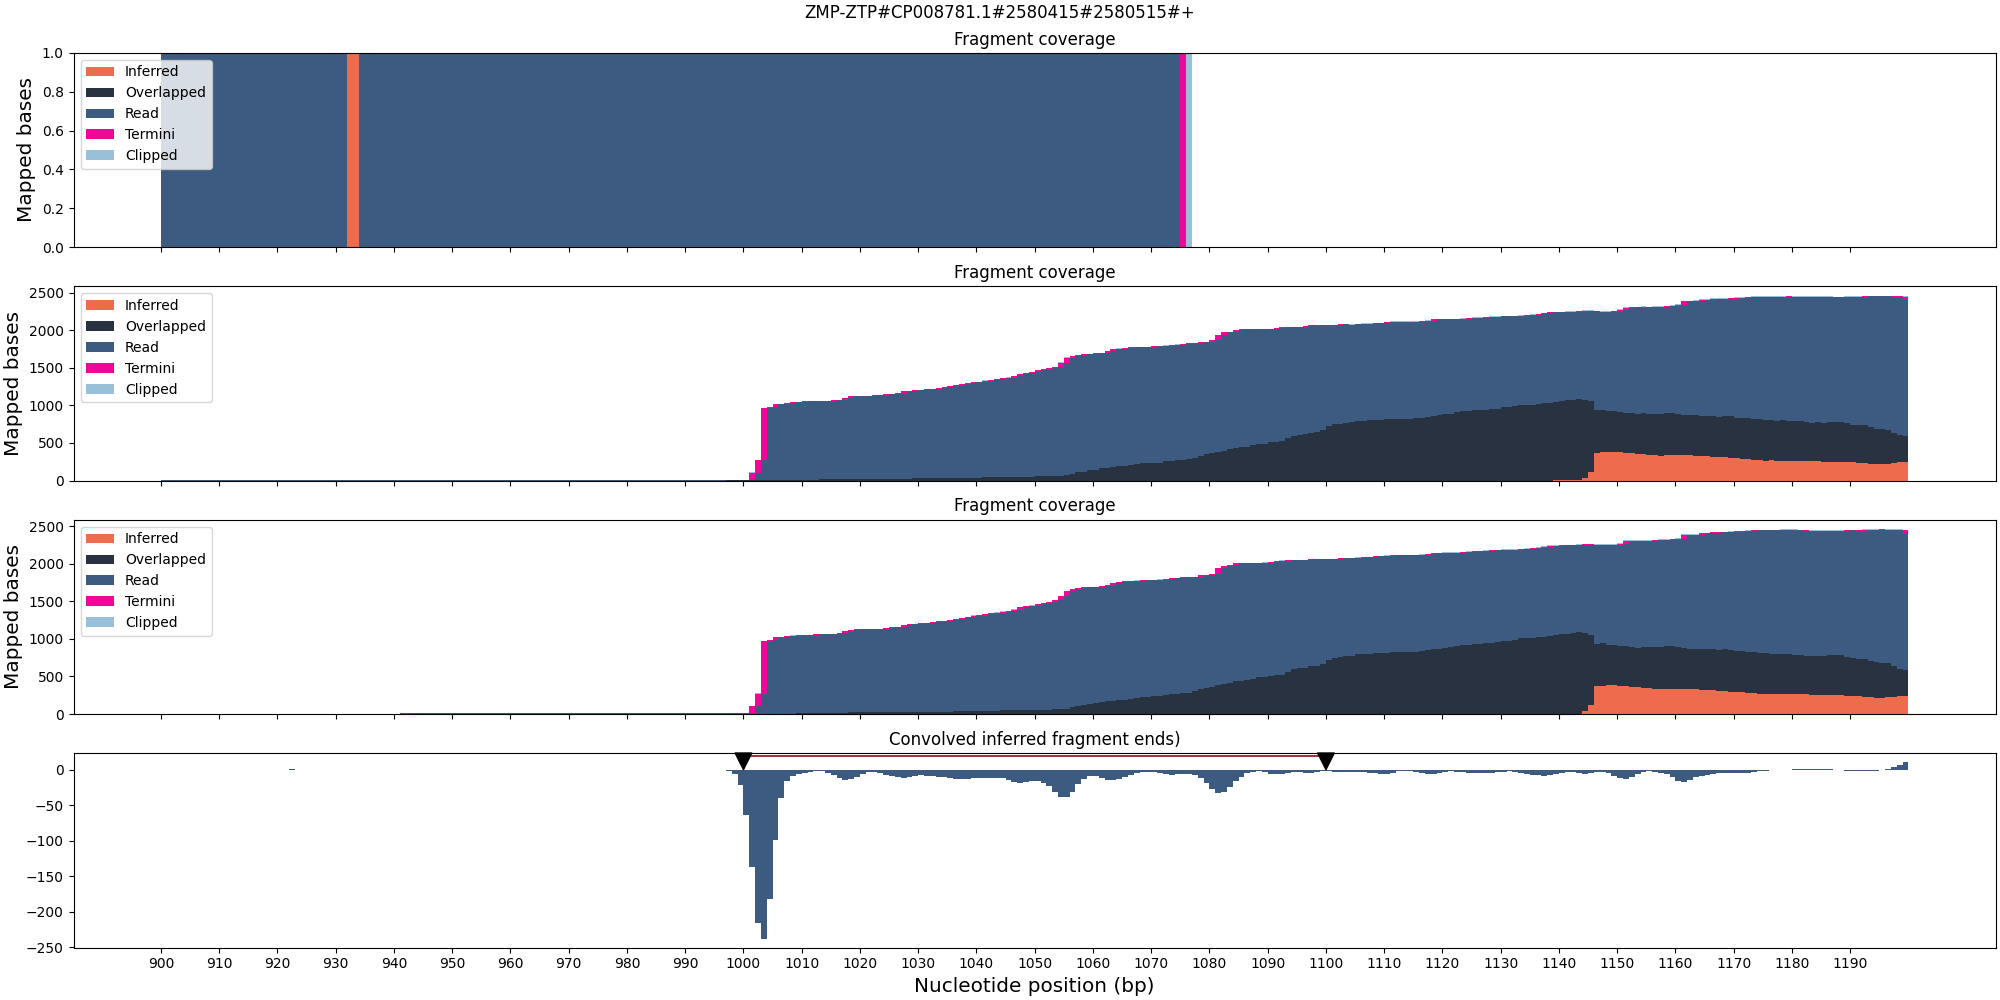 ZMP-ZTP#CP008781.1#2580415#2580515#+
Fragment coverage
Mapped bases
1.0
0.8
0.6
0.4
0.2
0.0
Inferred
Overlapped
Read
Termini
Clipped
Fragment coverage
Mapped bases
2500
2000
1500
1000
500
0
Inferred
Overlapped
Read
Termini
Clipped
Fragment coverage
Mapped bases
2500
2000
1500
1000
500
0
Inferred
Overlapped
Read
Termini
Clipped
Convolved inferred fragment ends)
0
−50
−100
−150
−200
−250
900 910 920 930 940 950 960 970 980 990 1000 1010 1020 1030 1040 1050 1060 1070 1080 1090 1100 1110 1120 1130 1140 1150 1160 1170 1180 1190
Nucleotide position (bp)